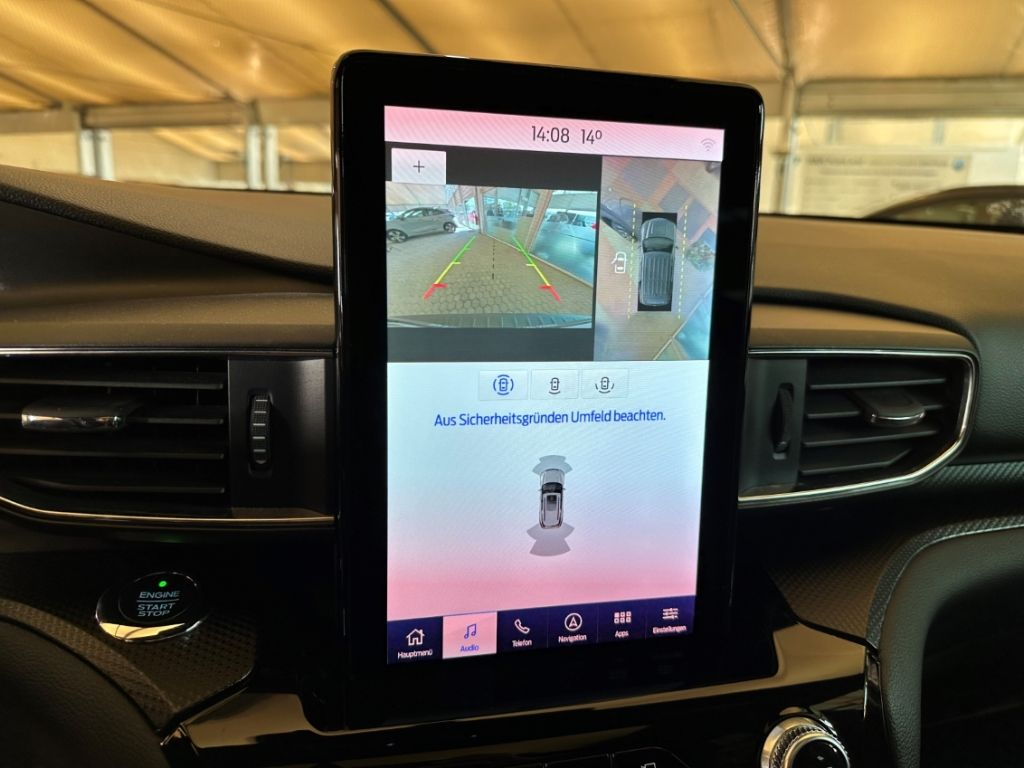 14:08 14°
+
Aus Sicherheitsgründen Umfeld beachten.
ENGINE
START
STOP
Hauptmenü Audio Telefon Navigation Apps Einstellungen